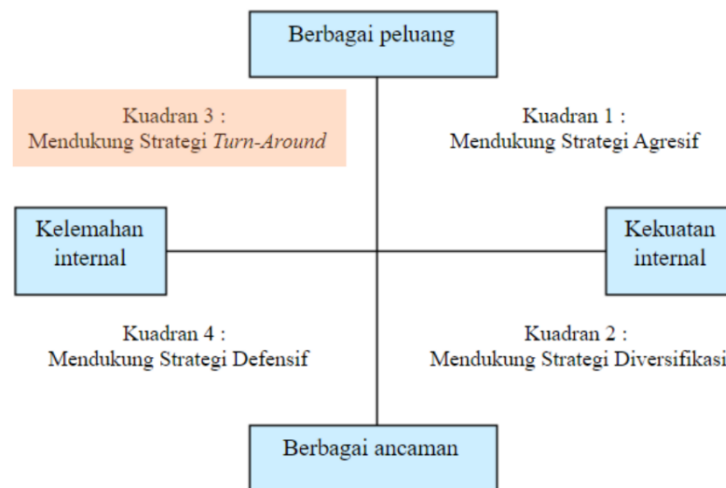 Berbagai peluang
Kuadran 3 :
Mendukung Strategi Turn-Around
Kuadran 1 :
Mendukung Strategi Agresif
Kelemahan
internal
Kekuatan
internal
Kuadran 4 :
Mendukung Strategi Defensif
Kuadran 2 :
Mendukung Strategi Diversifikasi
Berbagai ancaman